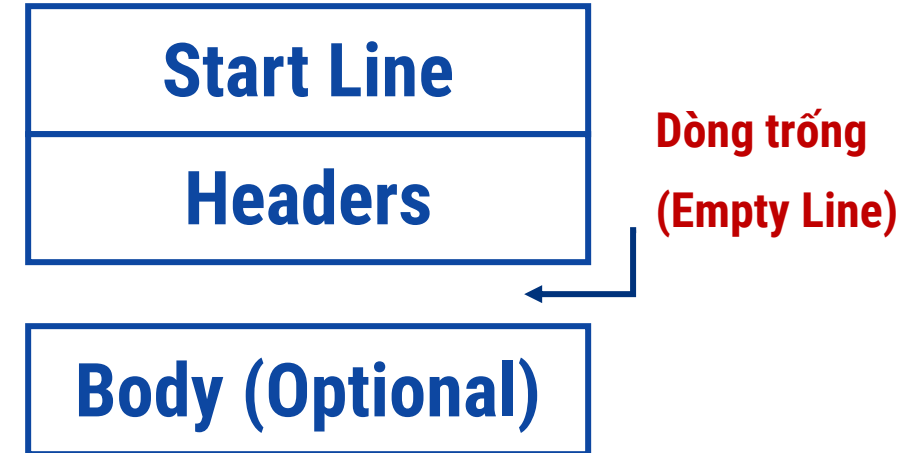 Start Line
Headers
Dòng trống
(Empty Line)
Body (Optional)